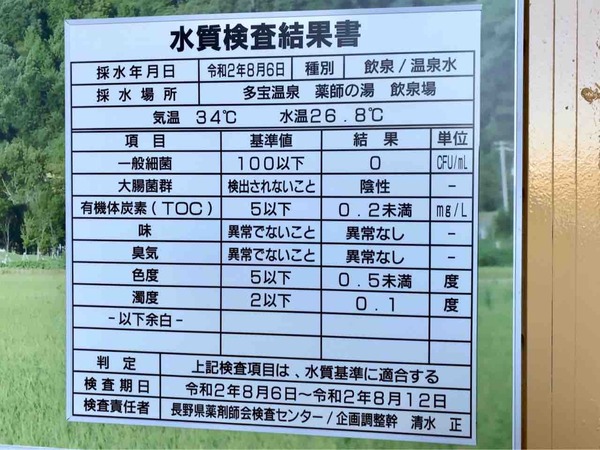 水質検査結果書
採水年月日 令和2年8月6日 種別 飲泉/温泉水
採水場所 多宝温泉 薬師の湯 飲泉場
気温 34℃ 水温26.8℃
項目 基準値 結果 単位
一般細菌 100以下 0 CFU/mL
大腸菌群 検出されないこと 陰性 -
有機体炭素(TOC) 5以下 0.2未満 mg/L
味 異常でないこと 異常なし -
臭気 異常でないこと 異常なし -
色度 5以下 0.5未満 度
濁度 2以下 0.1 度
-以下余白-
判定 上記検査項目は、水質基準に適合する
検査期日 令和2年8月6日~令和2年8月12日
検査責任者 長野県薬剤師会検査センター/企画調整幹 清水 正